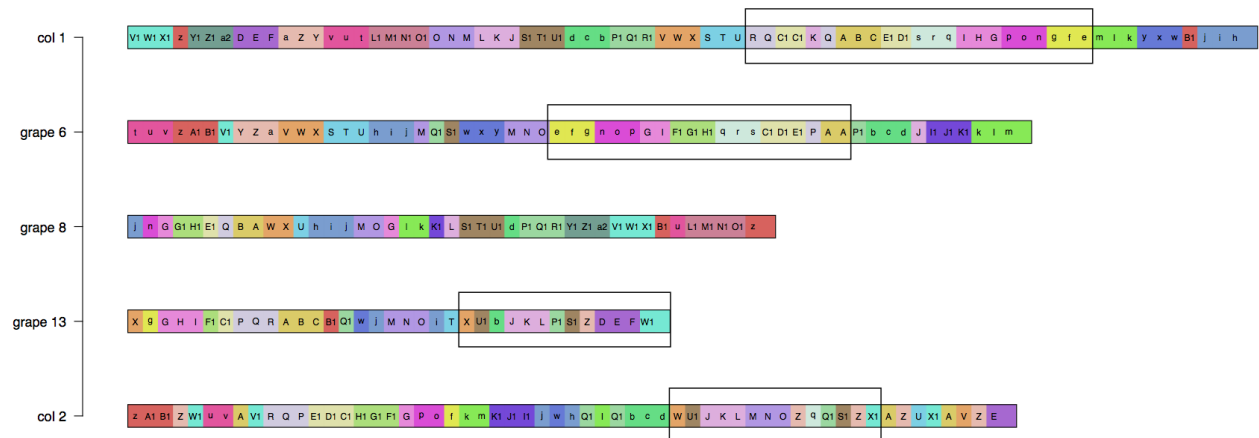 col 1 V1 W1 X1 z Y1 Z1 a2 D E F a Z Y v u t L1 M1 N1 O1 O N M L K J S1 T1 U1 d c b P1 Q1 R1 V W X S T U R Q C1 C1 K Q A B C E1 D1 s r q I H G p o n g f e m l k y x w B1 j i h
grape 6 t u v z A1 B1 V1 Y Z a V W X S T U h i j M Q1 S1 w x y M N O e f g n o p G I F1 G1 H1 q r s C1 D1 E1 P A A P1 b c d J I1 J1 K1 k l m
grape 8 j n G G1 H1 E1 Q B A W X U h i j M O G l k K1 L S1 T1 U1 d P1 Q1 R1 Y1 Z1 a2 V1 W1 X1 B1 u L1 M1 N1 O1 z
grape 13 X g G H I F1 C1 P Q R A B C B1 Q1 w j M N O i T X U1 b J K L P1 S1 Z D E F W1
col 2 z A1 B1 Z W1 u v A V1 R Q P E1 D1 C1 H1 G1 F1 G p o f k m K1 J1 I1 j w h Q1 l Q1 b c d W U1 J K L M N O Z q Q1 S1 Z X1 A Z U X1 A V Z E